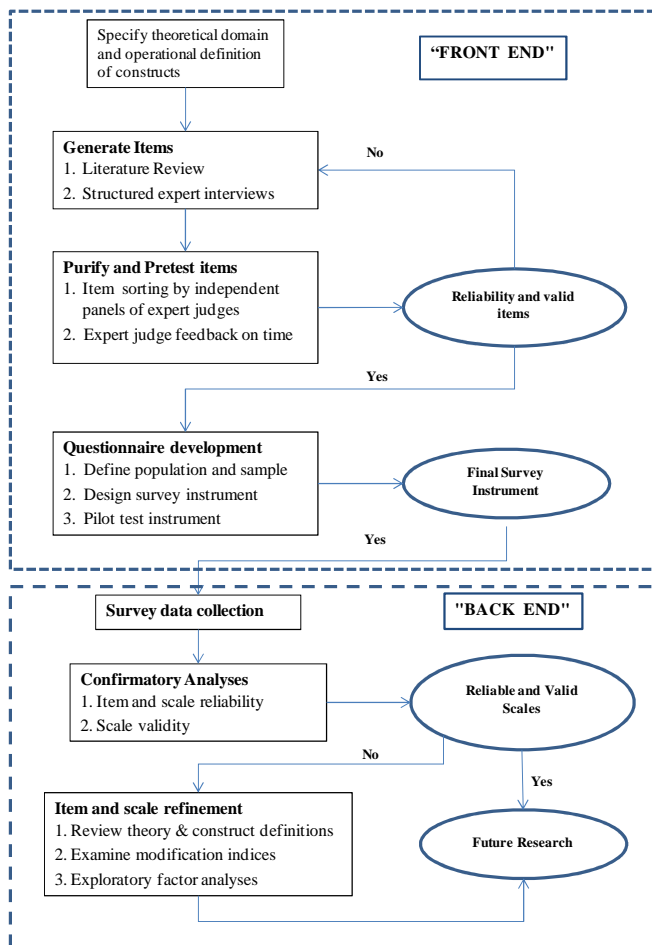 Specify theoretical domain
and operational definition
of constructs
“FRONT END"
Generate Items
1. Literature Review
2. Structured expert interviews
No
Purify and Pretest items
1. Item sorting by independent
panels of expert judges
2. Expert judge feedback on time
Reliability and valid
items
Yes
Questionnaire development
1. Define population and sample
2. Design survey instrument
3. Pilot test instrument
Final Survey
Instrument
Yes
Survey data collection
"BACK END"
Confirmatory Analyses
1. Item and scale reliability
2. Scale validity
Reliable and Valid
Scales
No
Yes
Item and scale refinement
1. Review theory & construct definitions
2. Examine modification indices
3. Exploratory factor analyses
Future Research